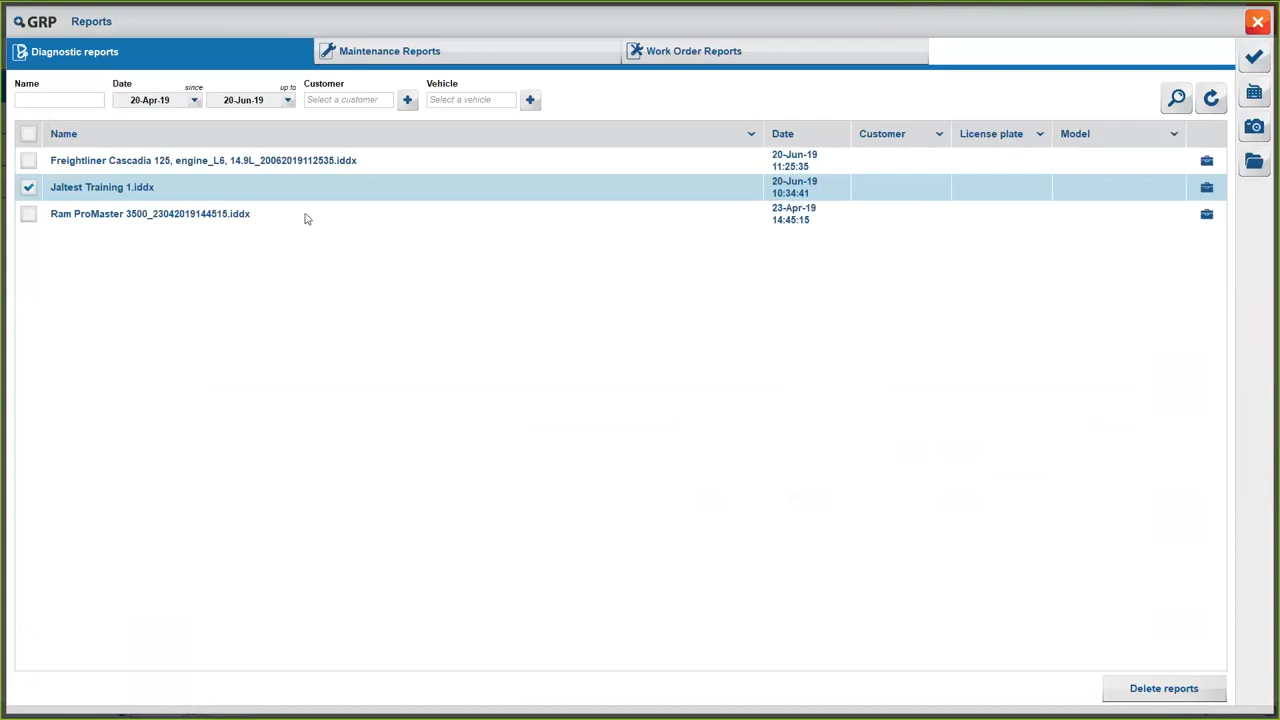 GRP Reports
Diagnostic reports Maintenance Reports Work Order Reports
Name Date since up to Customer Vehicle
20-Apr-19 20-Jun-19 Select a customer Select a vehicle
Name Date Customer License plate Model
Freightliner Cascadia 125, engine_L6, 14.9L_20062019112535.iddx 20-Jun-19
11:25:35
Jaltest Training 1.iddx 20-Jun-19
10:34:41
Ram ProMaster 3500_23042019144515.iddx 23-Apr-19
14:45:15
Delete reports